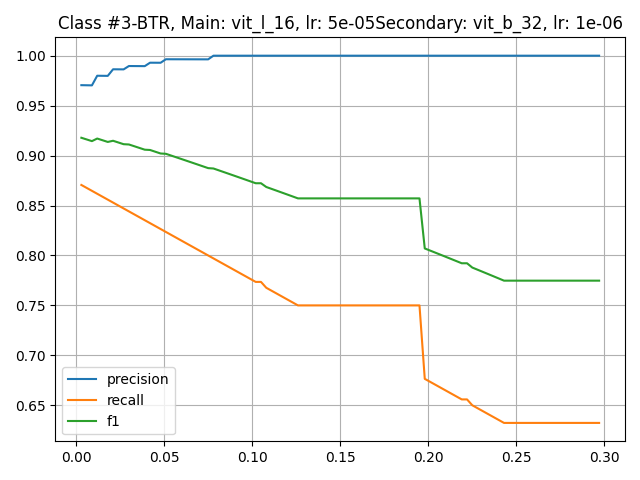 Class #3-BTR, Main: vit_l_16, lr: 5e-05Secondary: vit_b_32, lr: 1e-06
1.00
0.95
0.90
0.85
0.80
0.75
0.70
0.65
precision
recall
f1
0.00 0.05 0.10 0.15 0.20 0.25 0.30